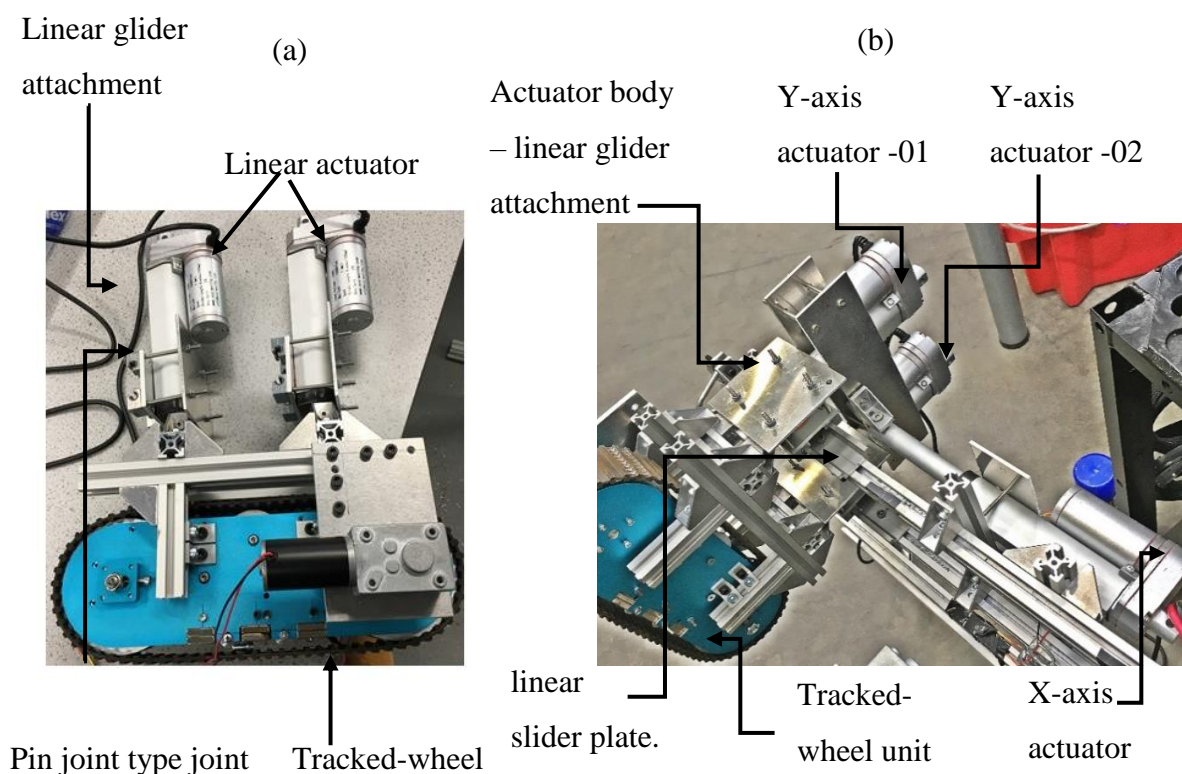 Linear glider
attachment
(a)
Linear actuator
Pin joint type joint
Tracked-wheel
(b)
Actuator body
– linear glider
attachment
Y-axis
actuator -01
Y-axis
actuator -02
linear
slider plate.
Tracked-
wheel unit
X-axis
actuator